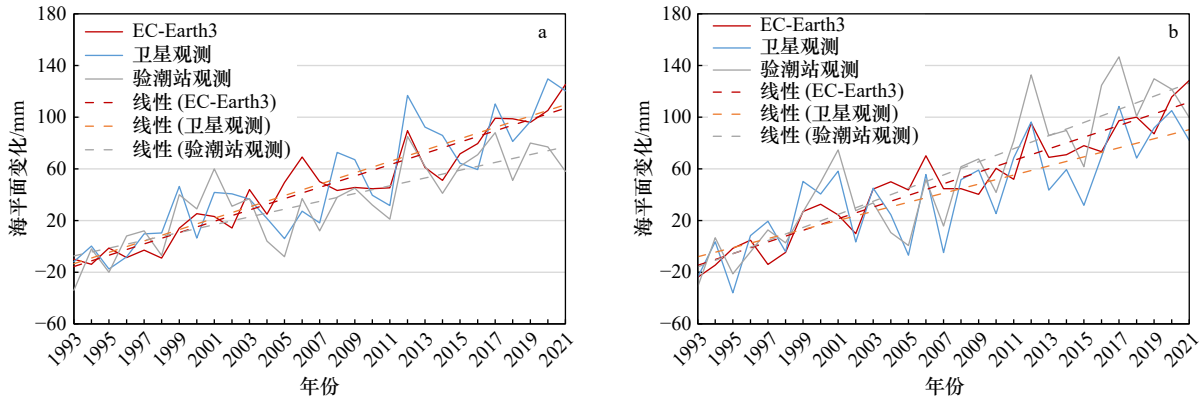 180
140
100
60
20
−20
−60
海平面变化/mm
EC-Earth3
卫星观测
验潮站观测
线性 (EC-Earth3)
线性 (卫星观测)
线性 (验潮站观测)
a
1993
1995
1997
1999
2001
2003
2005
2007
2009
2011
2013
2015
2017
2019
2021
年份
180
140
100
60
20
−20
−60
海平面变化/mm
EC-Earth3
卫星观测
验潮站观测
线性 (EC-Earth3)
线性 (卫星观测)
线性 (验潮站观测)
b
1993
1995
1997
1999
2001
2003
2005
2007
2009
2011
2013
2015
2017
2019
2021
年份